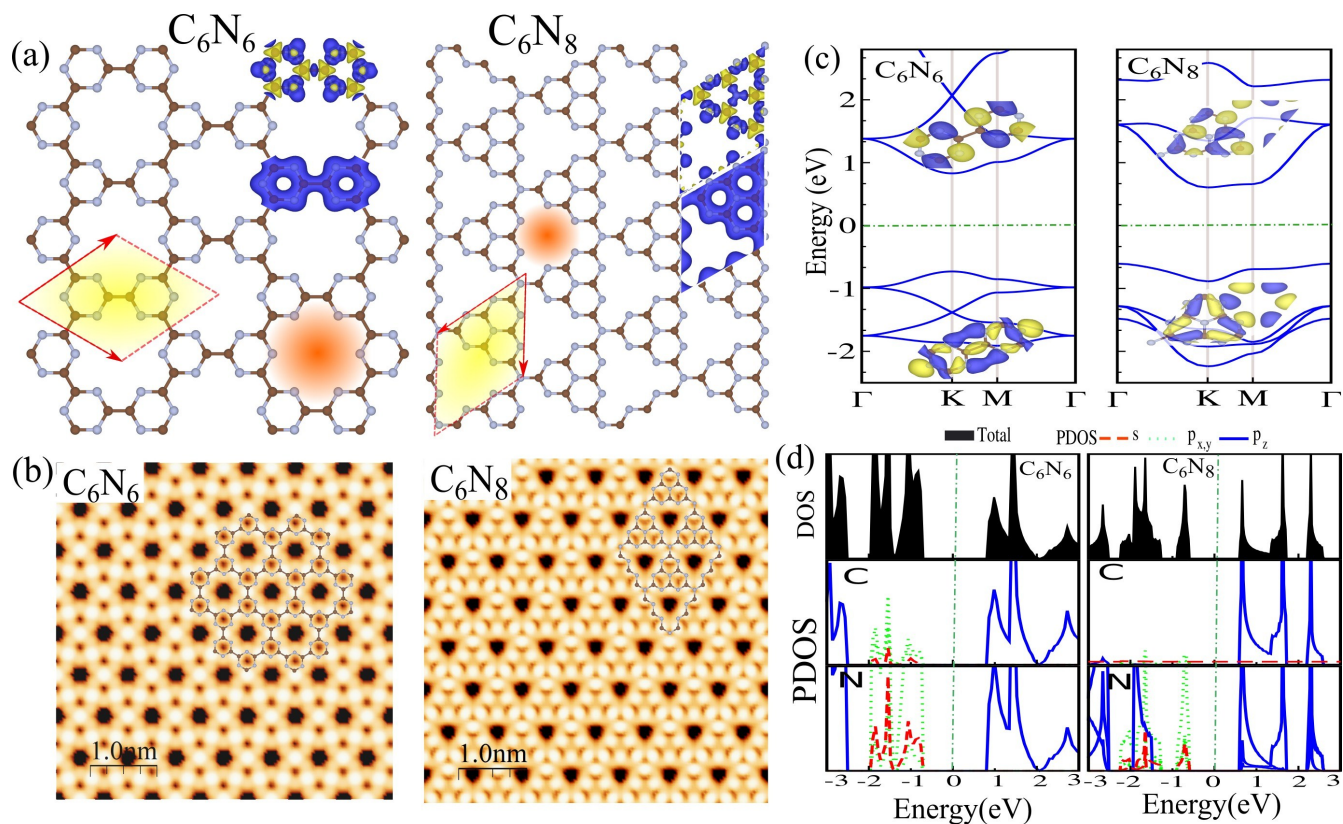 (a)
C₆N₆
C₆N₈
(b)
C₆N₆
1.0nm
C₆N₈
1.0nm
(c)
C₆N₆
C₆N₈
Energy (eV)
2
1
0
-1
-2
Γ K M Γ
Γ K M Γ
Total PDOS s pₓ,ᵧ p_z
(d)
C₆N₆
C₆N₈
DOS
PDOS
C
C
N
N
-3 -2 -1 0 1 2 3
-3 -2 -1 0 1 2 3
Energy(eV)
Energy(eV)